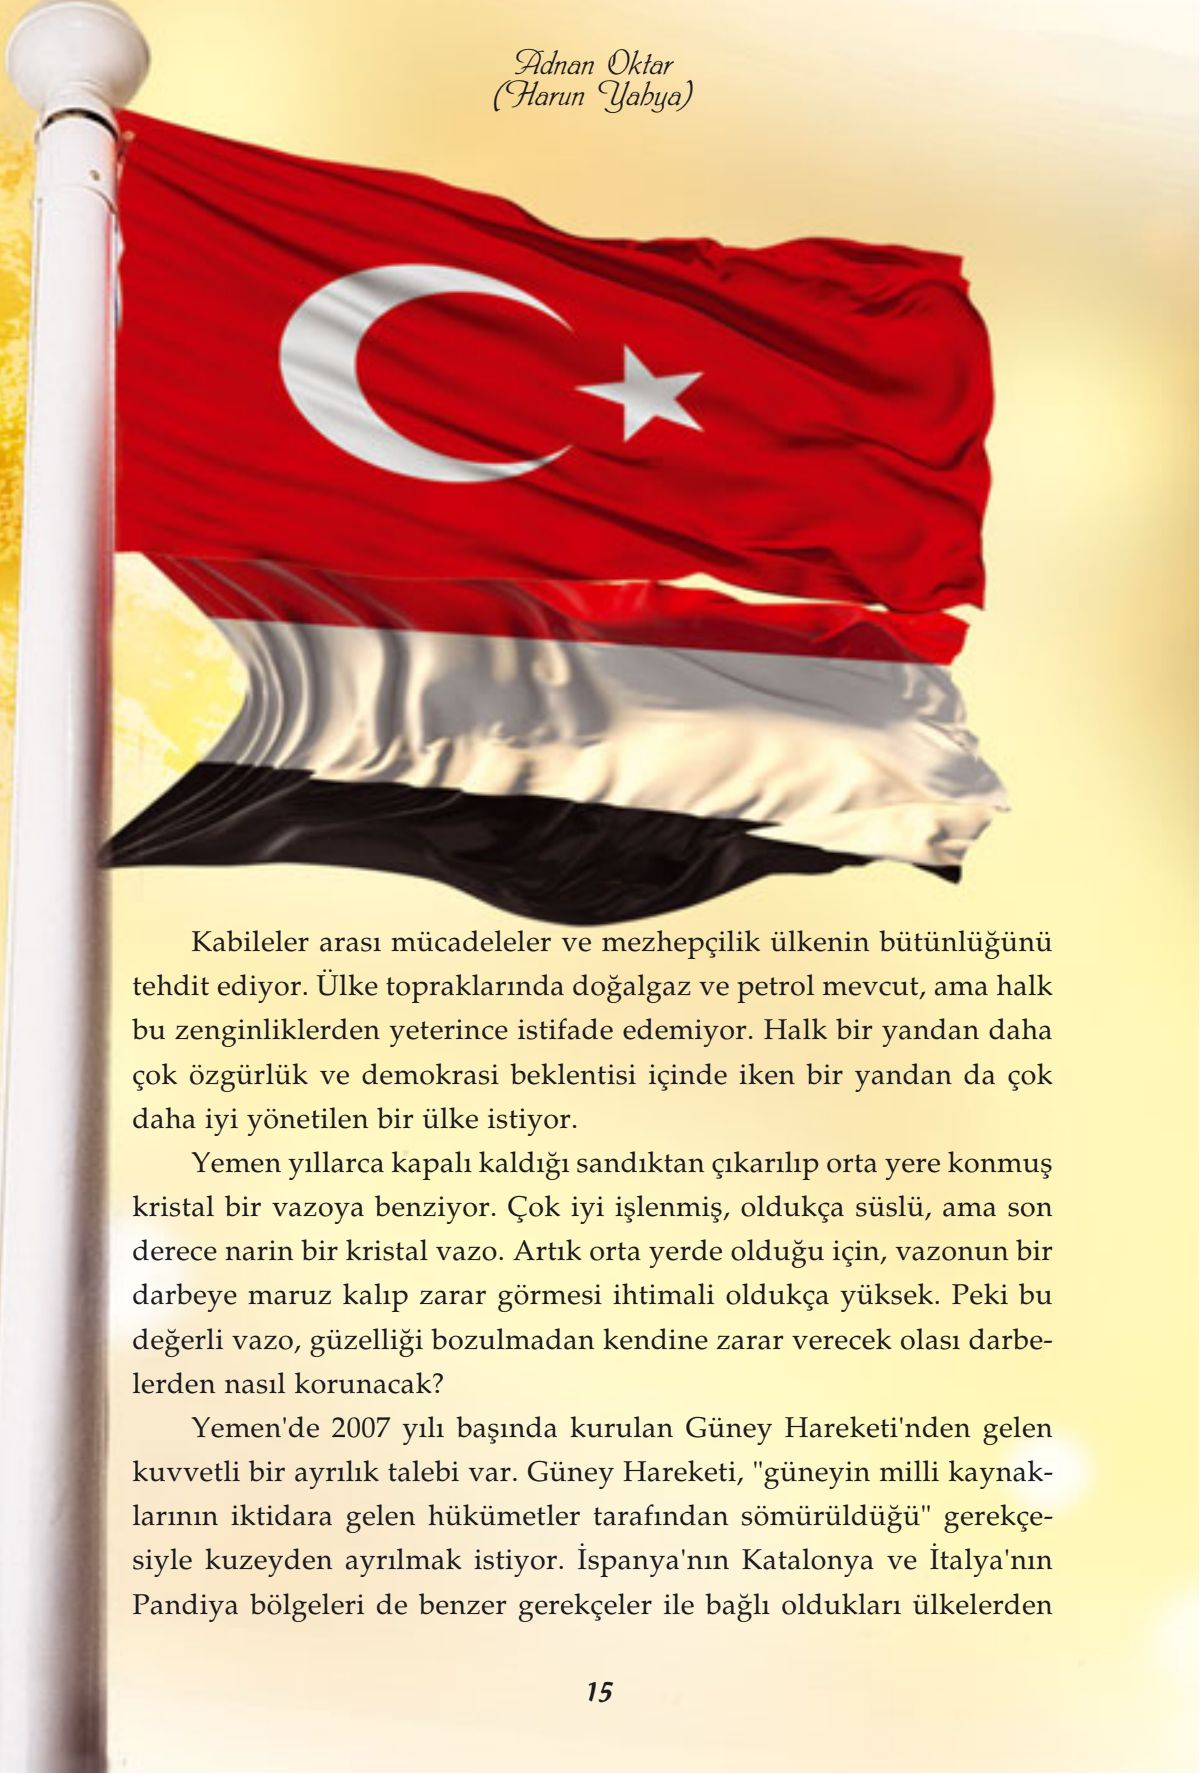 Adnan Oktar
(Harun Yahya)
Kabileler arası mücadeleler ve mezhepçilik ülkenin bütünlüğünü
tehdit ediyor. Ülke topraklarında doğalgaz ve petrol mevcut, ama halk
bu zenginliklerden yeterince istifade edemiyor. Halk bir yandan daha
çok özgürlük ve demokrasi beklentisi içinde iken bir yandan da çok
daha iyi yönetilen bir ülke istiyor.
Yemen yıllarca kapalı kaldığı sandıktan çıkarılıp orta yere konmuş
kristal bir vazoya benziyor. Çok iyi işlenmiş, oldukça süslü, ama son
derece narin bir kristal vazo. Artık orta yerde olduğu için, vazonun bir
darbeye maruz kalıp zarar görmesi ihtimali oldukça yüksek. Peki bu
değerli vazo, güzelliği bozulmadan kendine zarar verecek olası darbe-
lerden nasıl korunacak?
Yemen'de 2007 yılı başında kurulan Güney Hareketi'nden gelen
kuvvetli bir ayrılık talebi var. Güney Hareketi, "güneyin milli kaynak-
larının iktidara gelen hükümetler tarafından sömürüldüğü" gerekçe-
siyle kuzeyden ayrılmak istiyor. İspanya'nın Katalonya ve İtalya'nın
Pandiya bölgeleri de benzer gerekçeler ile bağlı oldukları ülkelerden
15